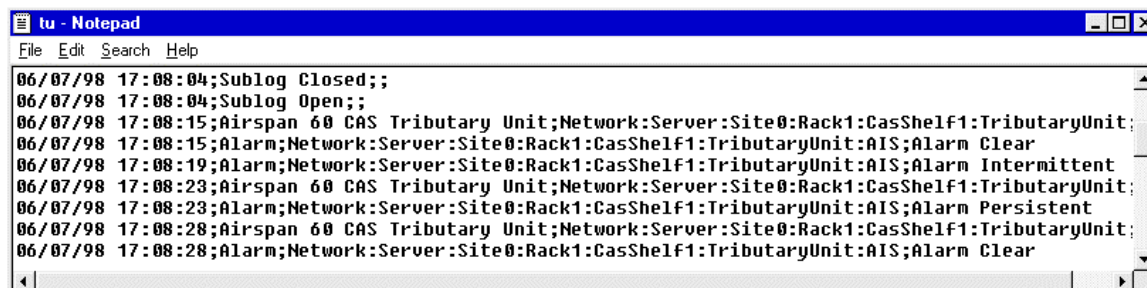 tu - Notepad
File Edit Search Help
06/07/98 17:08:04;Sublog Closed;;
06/07/98 17:08:04;Sublog Open;;
06/07/98 17:08:15;Airspan 60 CAS Tributary Unit;Network:Server:Site0:Rack1:CasShelf1:TributaryUnit;
06/07/98 17:08:15;Alarm;Network:Server:Site0:Rack1:CasShelf1:TributaryUnit:AIS;Alarm Clear
06/07/98 17:08:19;Alarm;Network:Server:Site0:Rack1:CasShelf1:TributaryUnit:AIS;Alarm Intermittent
06/07/98 17:08:23;Airspan 60 CAS Tributary Unit;Network:Server:Site0:Rack1:CasShelf1:TributaryUnit;
06/07/98 17:08:23;Alarm;Network:Server:Site0:Rack1:CasShelf1:TributaryUnit:AIS;Alarm Persistent
06/07/98 17:08:28;Airspan 60 CAS Tributary Unit;Network:Server:Site0:Rack1:CasShelf1:TributaryUnit;
06/07/98 17:08:28;Alarm;Network:Server:Site0:Rack1:CasShelf1:TributaryUnit:AIS;Alarm Clear